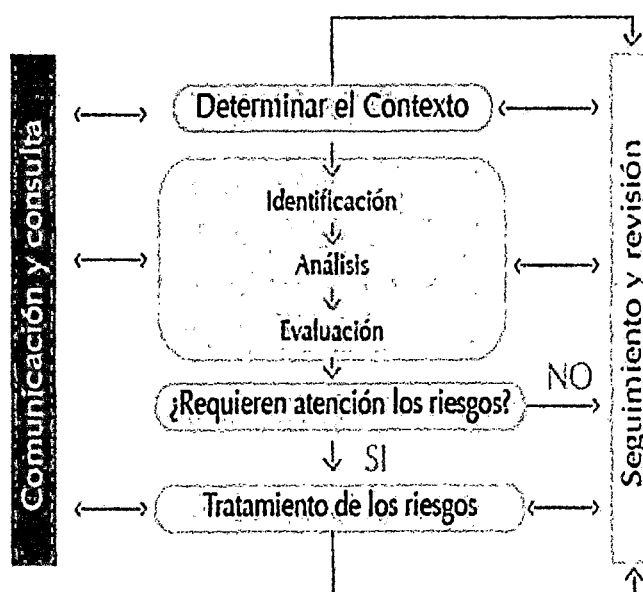 Comunicación y consulta
Determinar el Contexto
Identificación
Análisis
Evaluación
¿Requieren atención los riesgos?
NO
SI
Tratamiento de los riesgos
Seguimiento y revisión